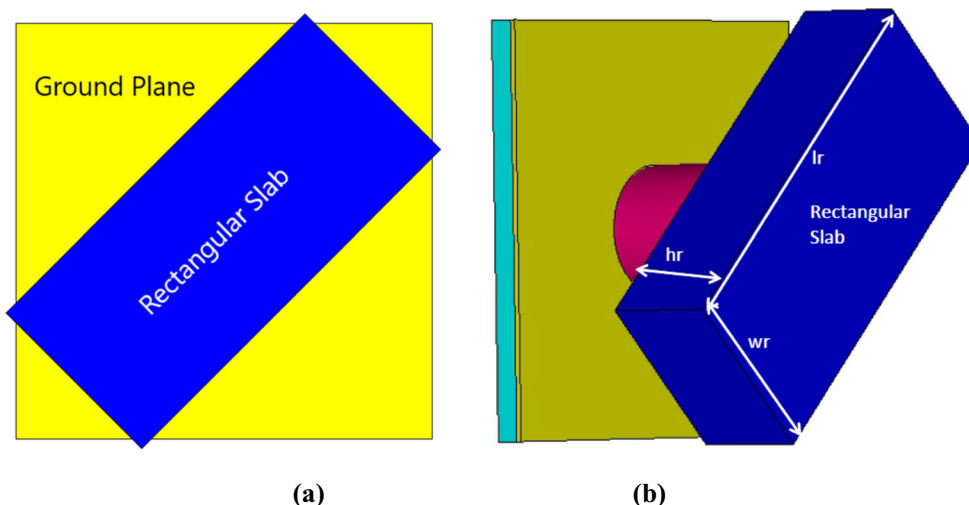 Ground Plane
Rectangular Slab
lr
Rectangular
Slab
hr
wr
(a)
(b)